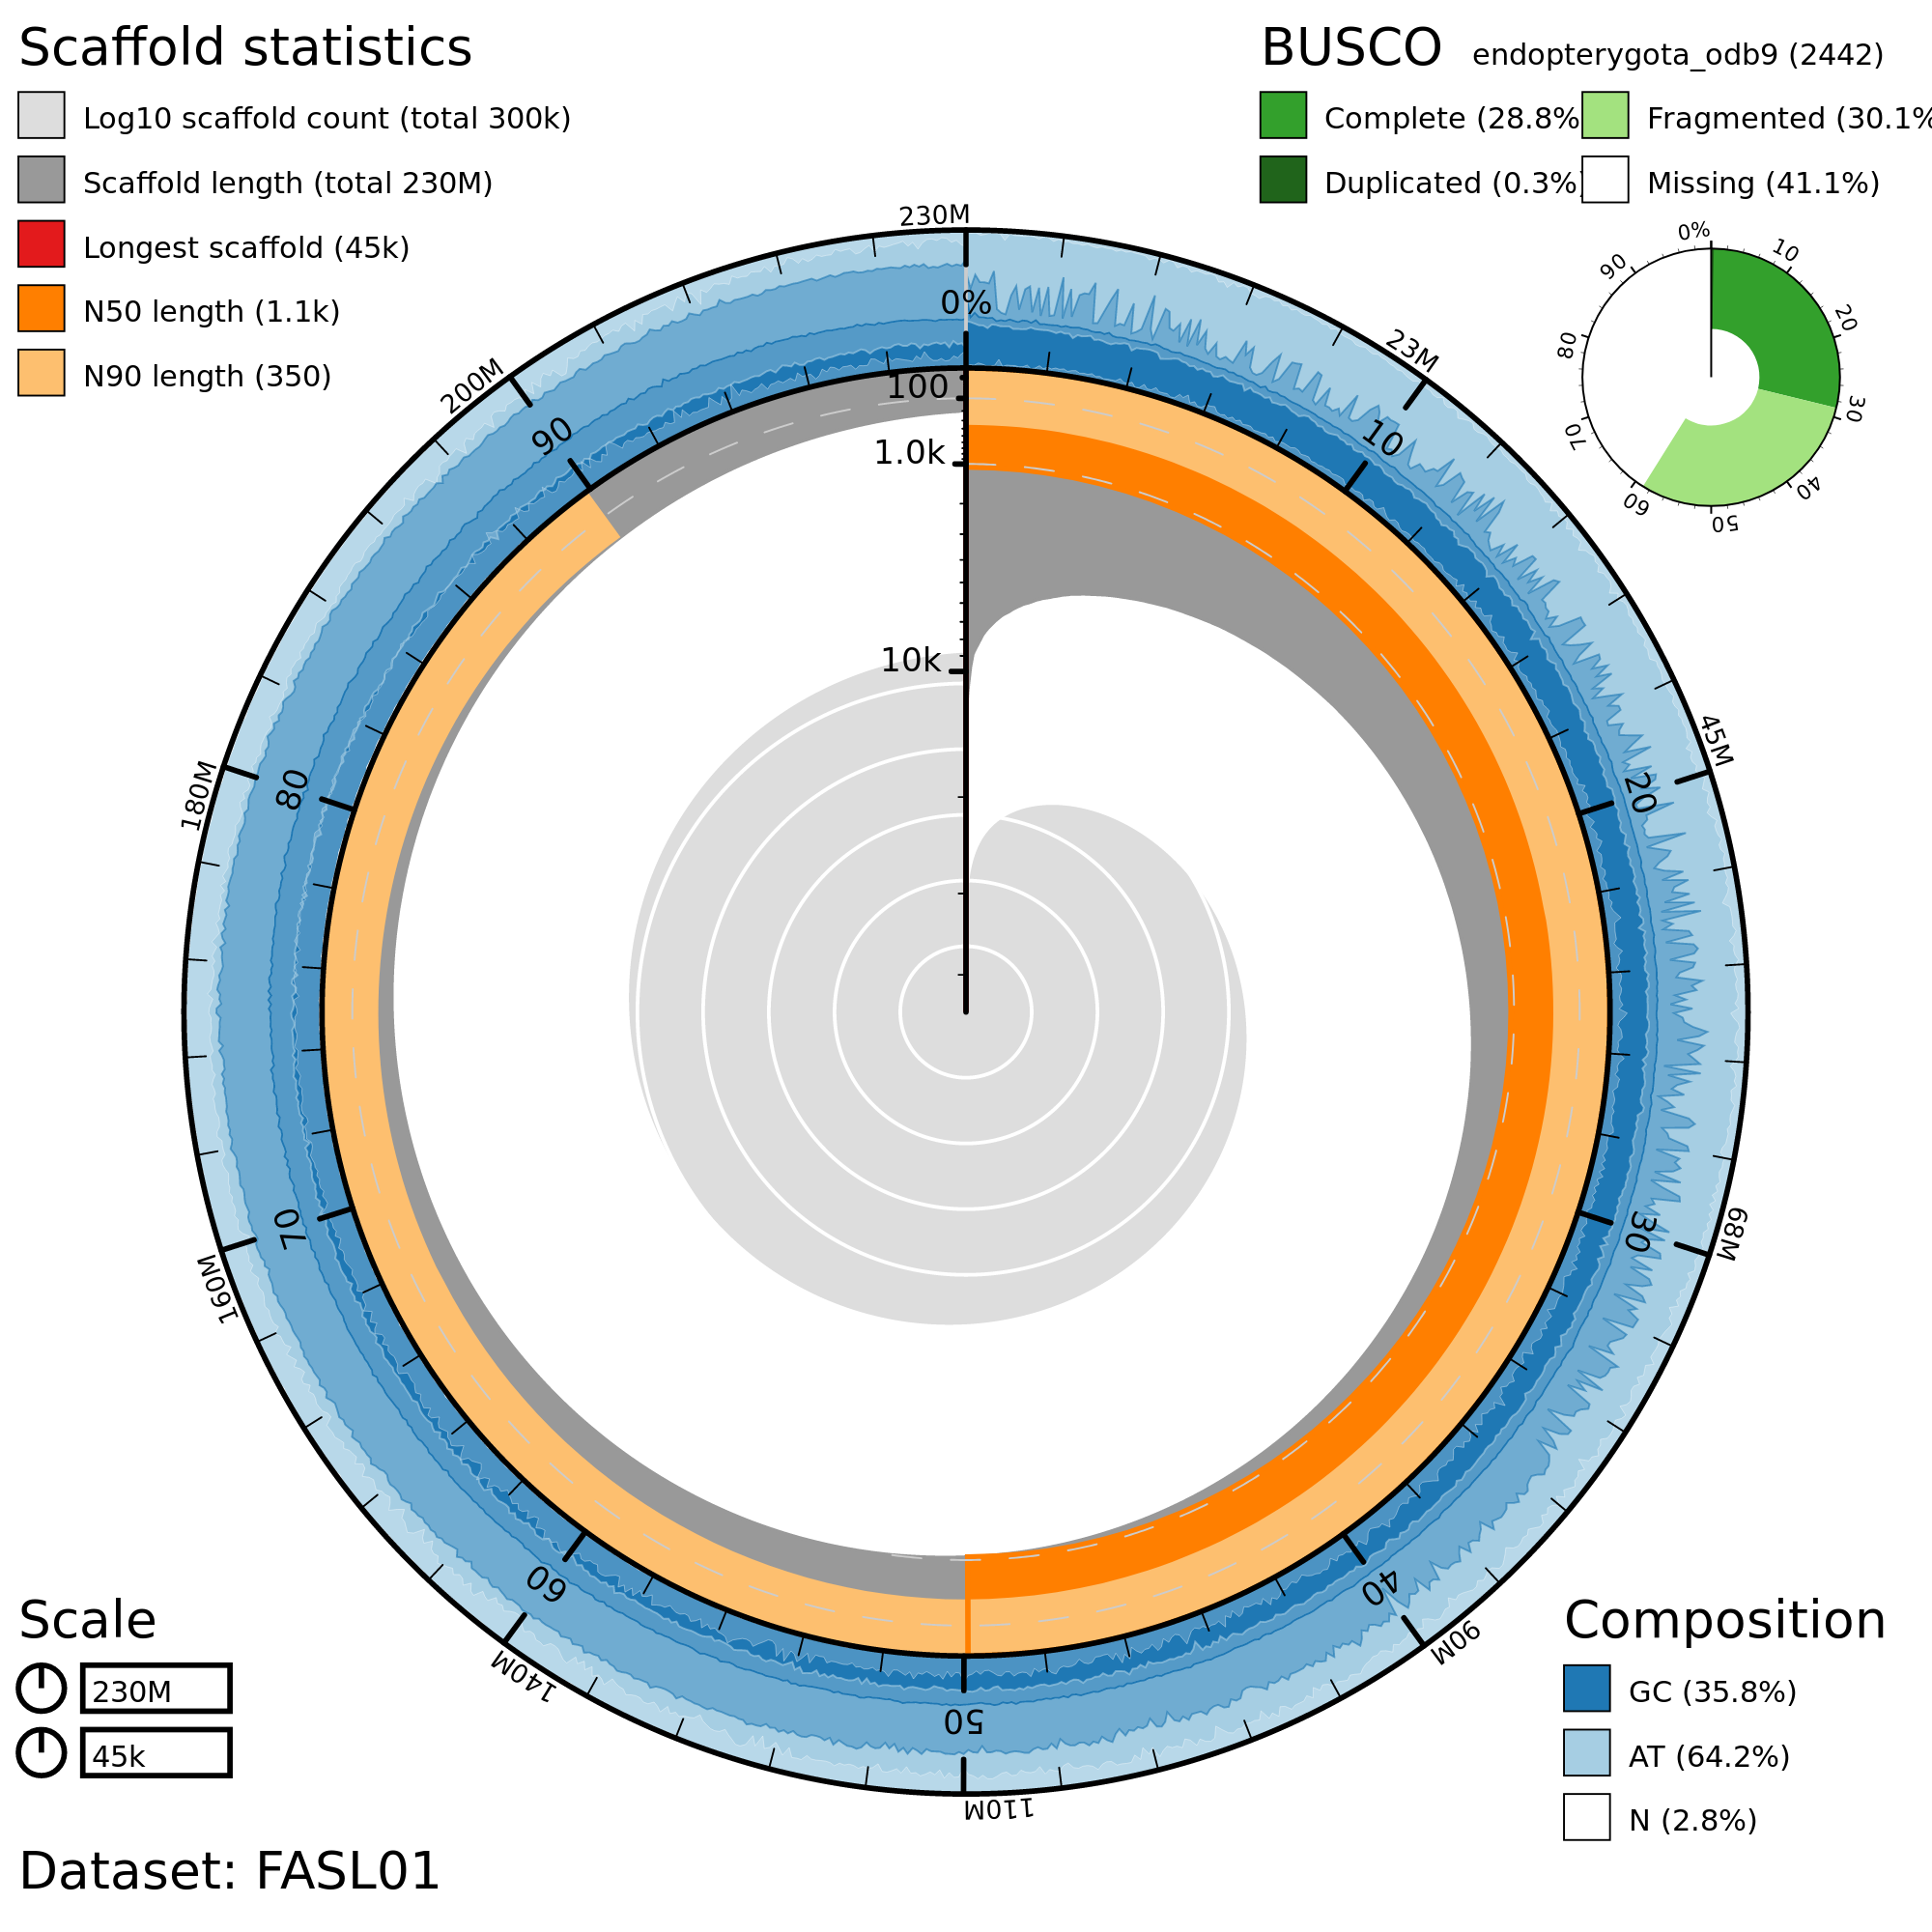 Scaffold statistics
Log10 scaffold count (total 300k)
Scaffold length (total 230M)
Longest scaffold (45k)
N50 length (1.1k)
N90 length (350)
BUSCO endopterygota_odb9 (2442)
Complete (28.8% Fragmented (30.1%
Duplicated (0.3%) Missing (41.1%)
0%
10
20
30
40
50
60
70
80
90
230M
23M
45M
68M
90M
110M
140M
160M
180M
200M
0%
10
20
30
40
50
60
70
80
90
100
1.0k
10k
Scale
230M
45k
Composition
GC (35.8%)
AT (64.2%)
N (2.8%)
Dataset: FASL01